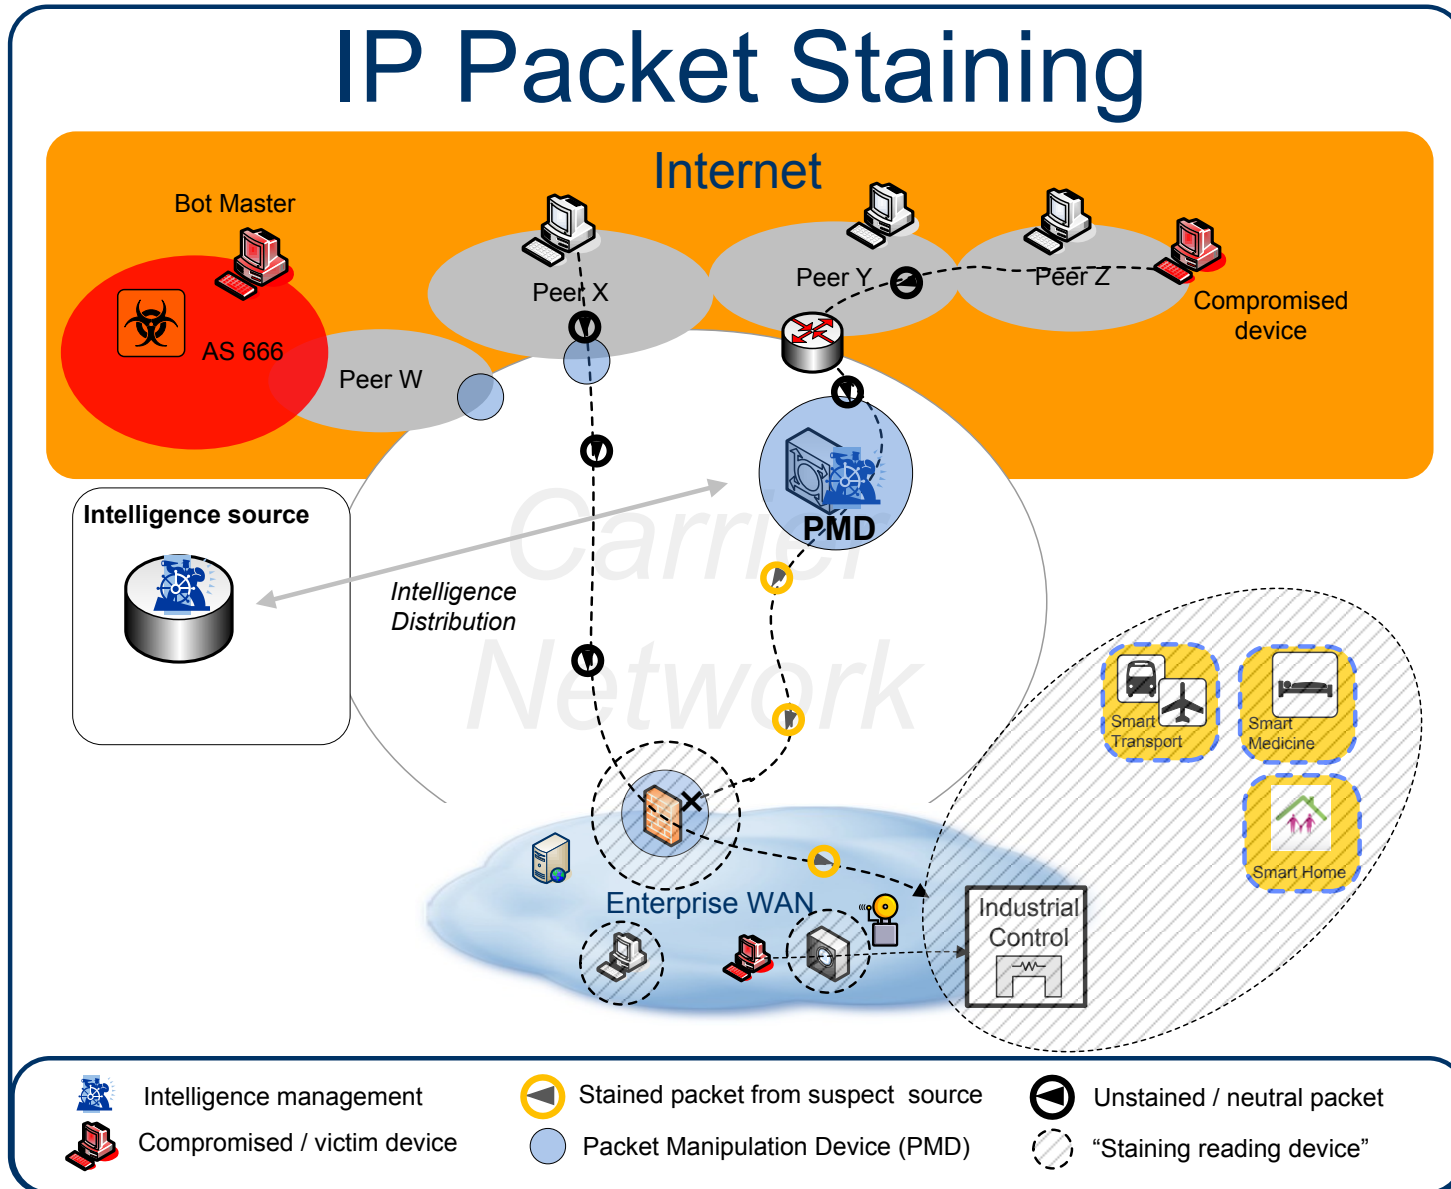 IP Packet Staining
Internet
Bot Master
Peer X
Peer Y
Peer Z
Compromised
device
AS 666
Peer W
Intelligence source
PMD
Carrier
Network
Intelligence
Distribution
Smart
Transport
Smart
Medicine
Smart Home
Enterprise WAN
Industrial
Control
Intelligence management
Stained packet from suspect source
Unstained / neutral packet
Compromised / victim device
Packet Manipulation Device (PMD)
“Staining reading device”